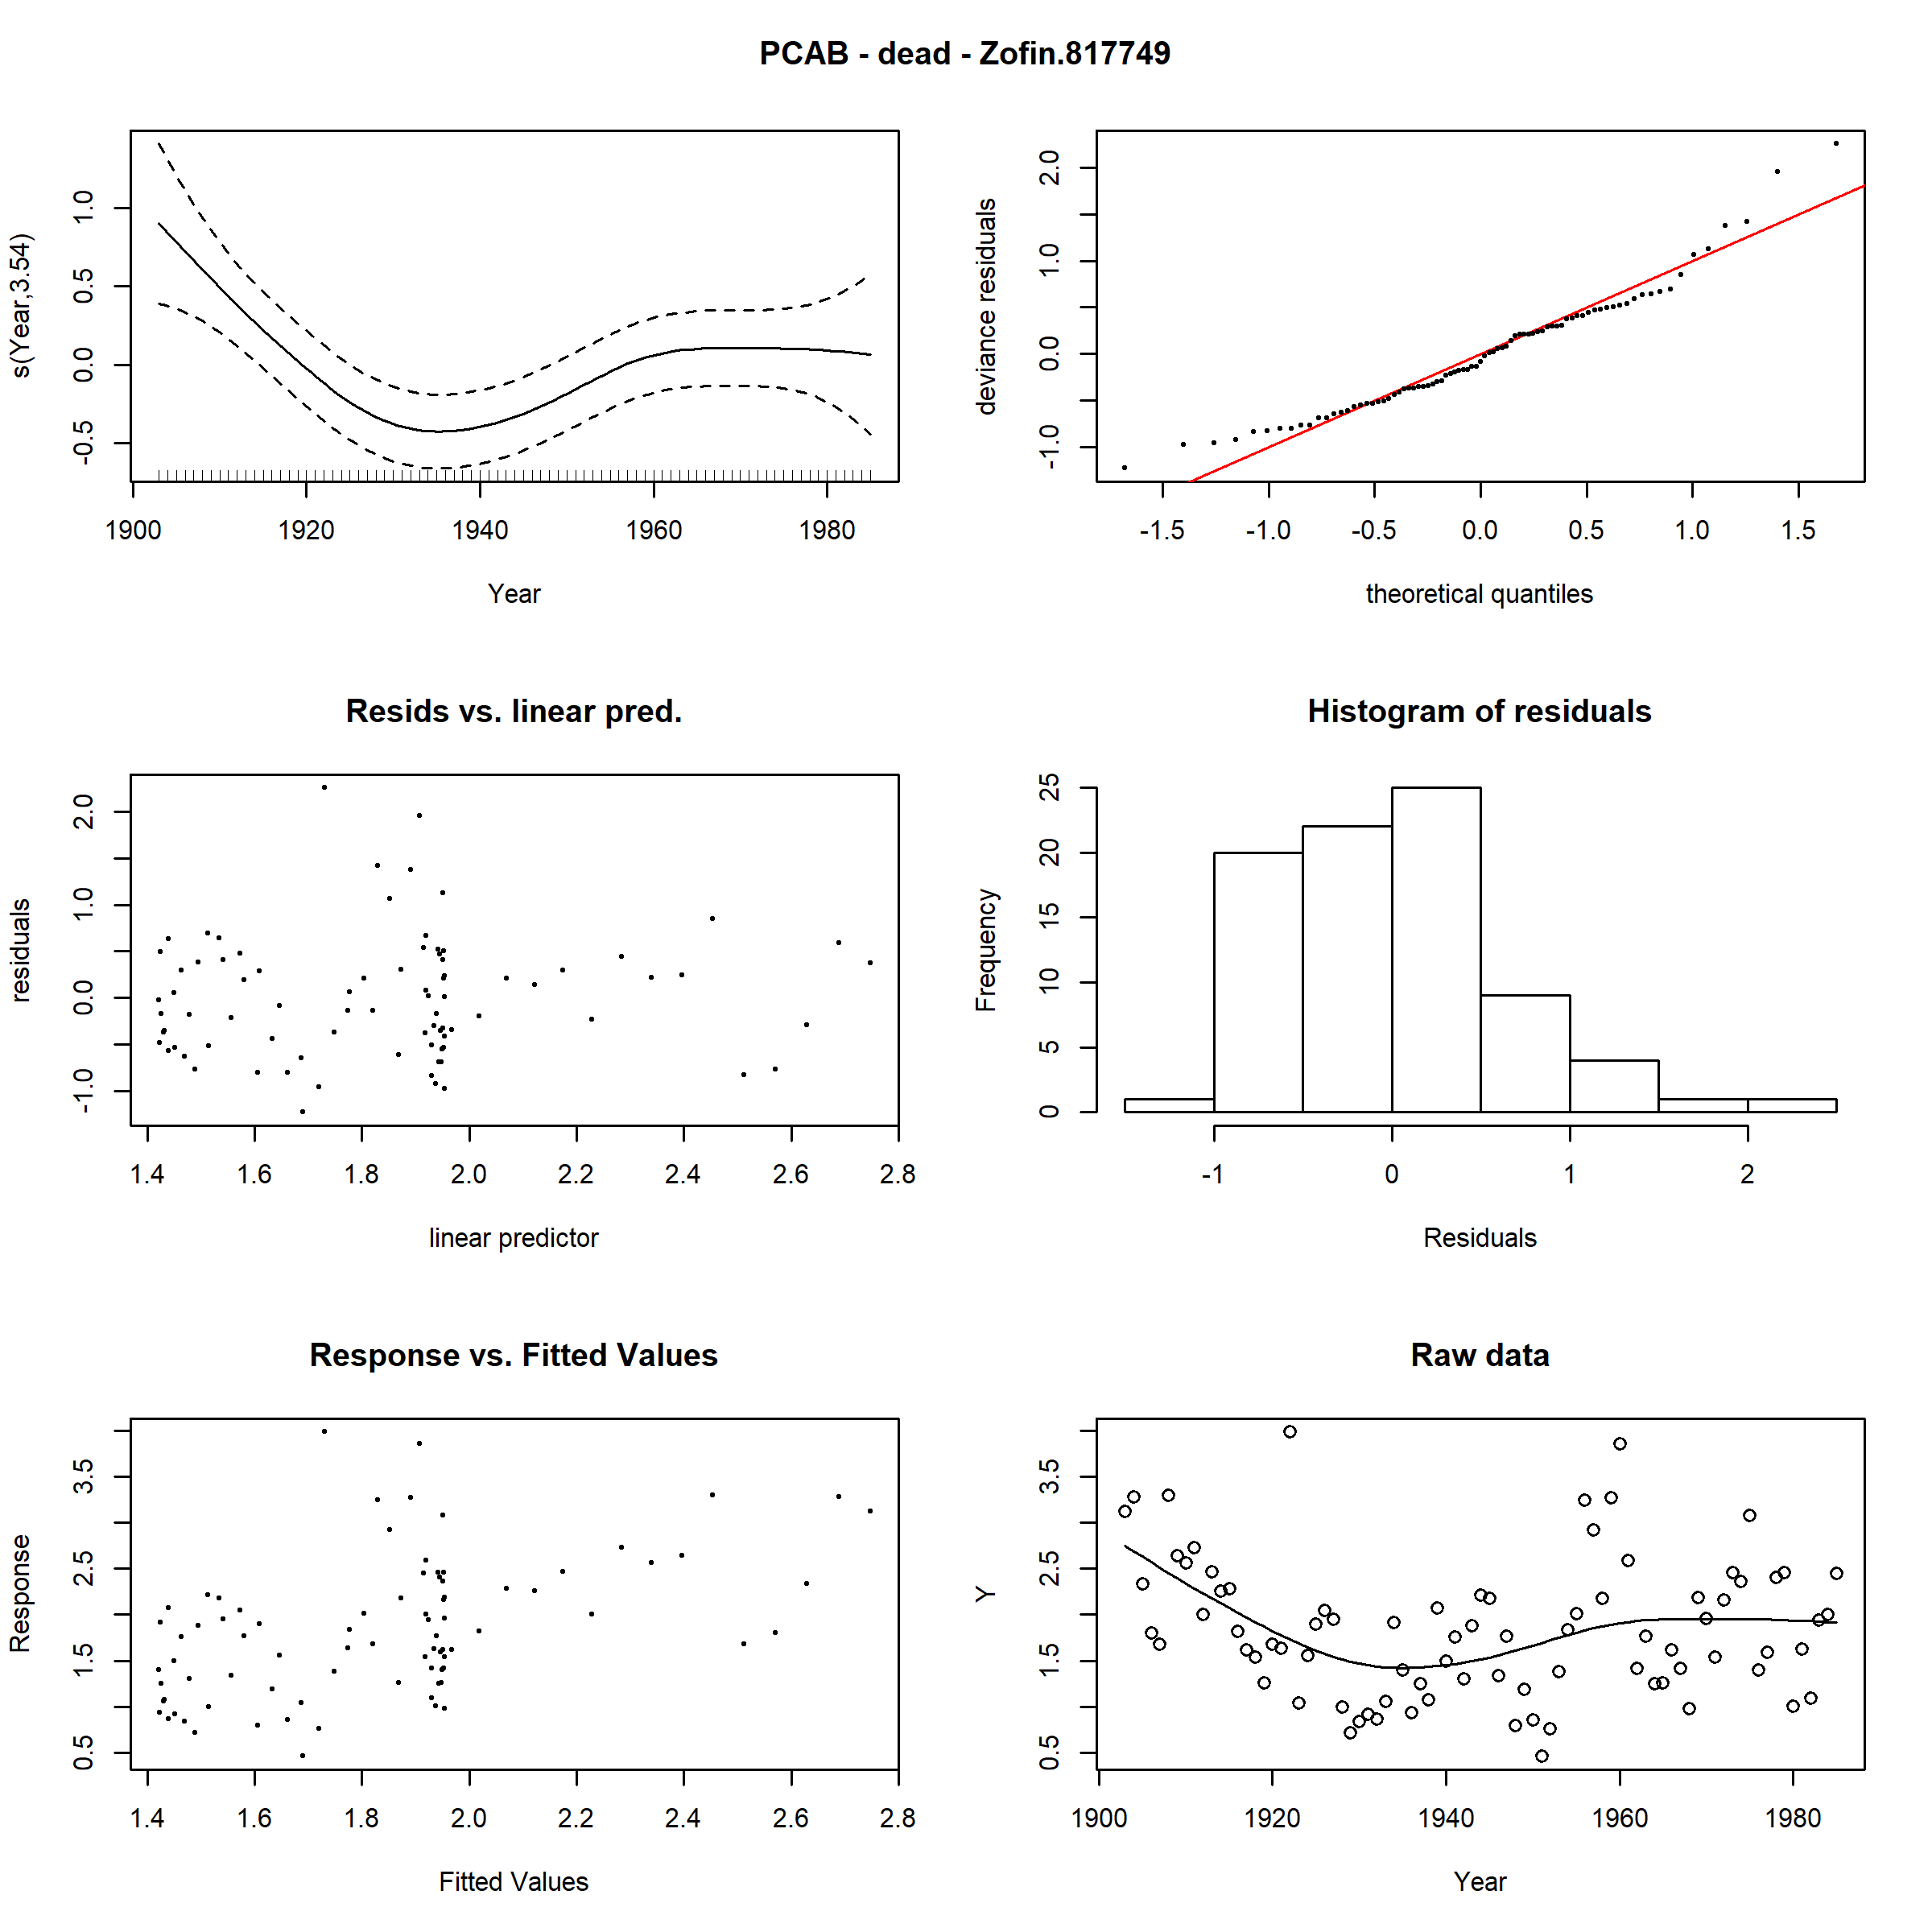 PCAB - dead - Zofin.817749
s(Year,3.54)
-0.5 0.0 0.5 1.0
1900 1920 1940 1960 1980
Year
deviance residuals
-1.0 0.0 1.0 2.0
-1.5 -1.0 -0.5 0.0 0.5 1.0 1.5
theoretical quantiles
Resids vs. linear pred.
residuals
-1.0 0.0 1.0 2.0
1.4 1.6 1.8 2.0 2.2 2.4 2.6 2.8
linear predictor
Histogram of residuals
Frequency
0 5 10 15 20 25
-1 0 1 2
Residuals
Response vs. Fitted Values
Response
0.5 1.5 2.5 3.5
1.4 1.6 1.8 2.0 2.2 2.4 2.6 2.8
Fitted Values
Raw data
Y
0.5 1.5 2.5 3.5
1900 1920 1940 1960 1980
Year